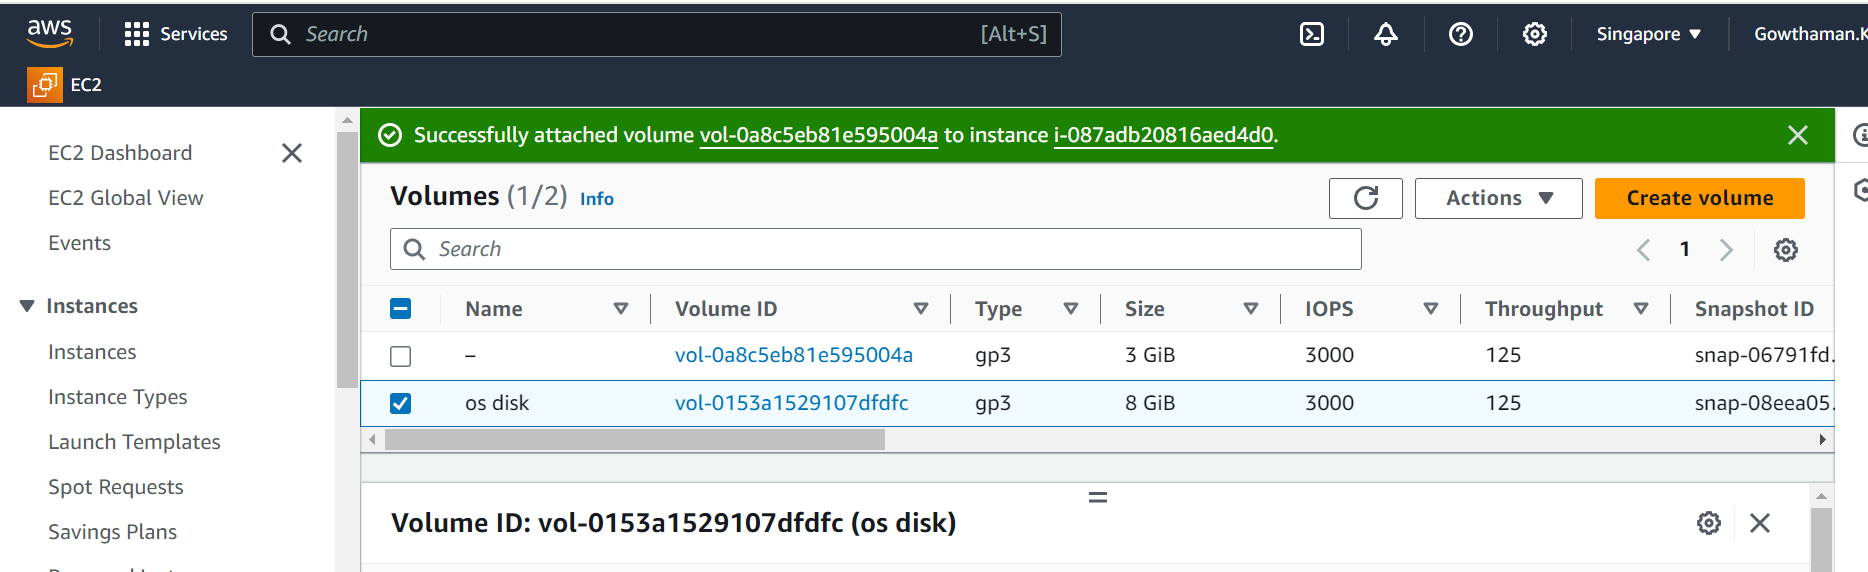 aws Services Search [Alt+S] Singapore Gowthaman.K
EC2
EC2 Dashboard
EC2 Global View
Events
Instances
Instances
Instance Types
Launch Templates
Spot Requests
Savings Plans
Successfully attached volume vol-0a8c5eb81e595004a to instance i-087adb20816aed4d0.
Volumes (1/2) Info Actions Create volume
Search 1
Name Volume ID Type Size IOPS Throughput Snapshot ID
– vol-0a8c5eb81e595004a gp3 3 GiB 3000 125 snap-06791fd.
os disk vol-0153a1529107dfdfc gp3 8 GiB 3000 125 snap-08eea05.
Volume ID: vol-0153a1529107dfdfc (os disk)